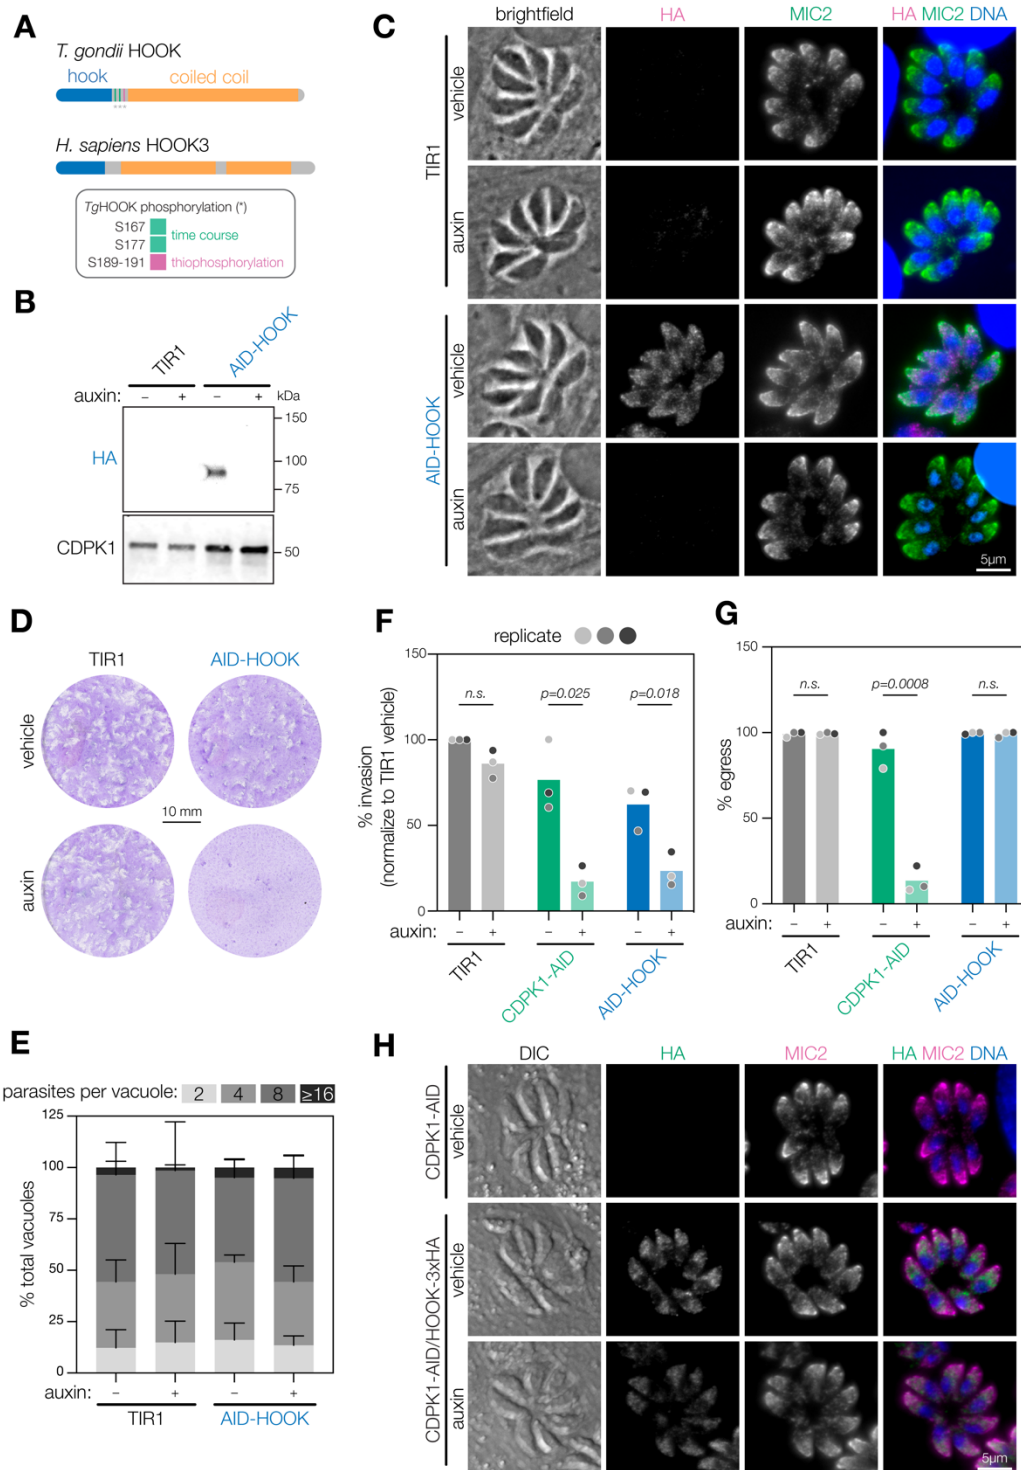 A
T. gondii HOOK
hook coiled coil
* * *
H. sapiens HOOK3
TgHOOK phosphorylation (*)
S167
S177
time course
S189-191 thiophosphorylation
B
TIR1 AID-HOOK
auxin: – + – + kDa
HA
150
100
75
CDPK1
50
C
brightfield HA MIC2 HA MIC2 DNA
TIR1
vehicle
auxin
AID-HOOK
vehicle
auxin
5µm
D
TIR1 AID-HOOK
vehicle
10 mm
auxin
E
parasites per vacuole: 2 4 8 ≥16
% total vacuoles
125
100
75
50
25
0
auxin: – + – +
TIR1 AID-HOOK
F
replicate
% invasion
(normalize to TIR1 vehicle)
150
100
50
0
n.s. p=0.025 p=0.018
auxin: – + – + – +
TIR1 CDPK1-AID AID-HOOK
G
% egress
150
100
50
0
n.s. p=0.0008 n.s.
auxin: – + – + – +
TIR1 CDPK1-AID AID-HOOK
H
DIC HA MIC2 HA MIC2 DNA
CDPK1-AID
vehicle
CDPK1-AID/HOOK-3xHA
vehicle
auxin
5µm